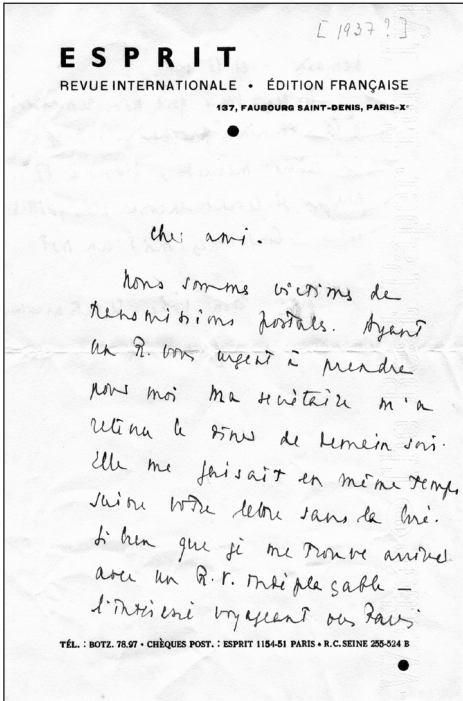 [1937?]
ESPRIT
REVUE INTERNATIONALE • ÉDITION FRANÇAISE
137, FAUBOURG SAINT-DENIS, PARIS-Xᵉ
Cher ami.
Nous sommes victimes de
transmissions postales. Ayant
un R. vous urgent à prendre
pour moi ma secrétaire m'a
retenu le dîner de demain soir.
Elle me faisait en même temps
suivre votre lettre sans la lire.
Si bien que je me trouve arriver
avec un R.V. indéplaçable —
l'intéressé voyageant vers Paris
TÉL. : BOTZ. 78.97 • CHÈQUES POST. : ESPRIT 1154-51 PARIS • R.C. SEINE 255-524 B